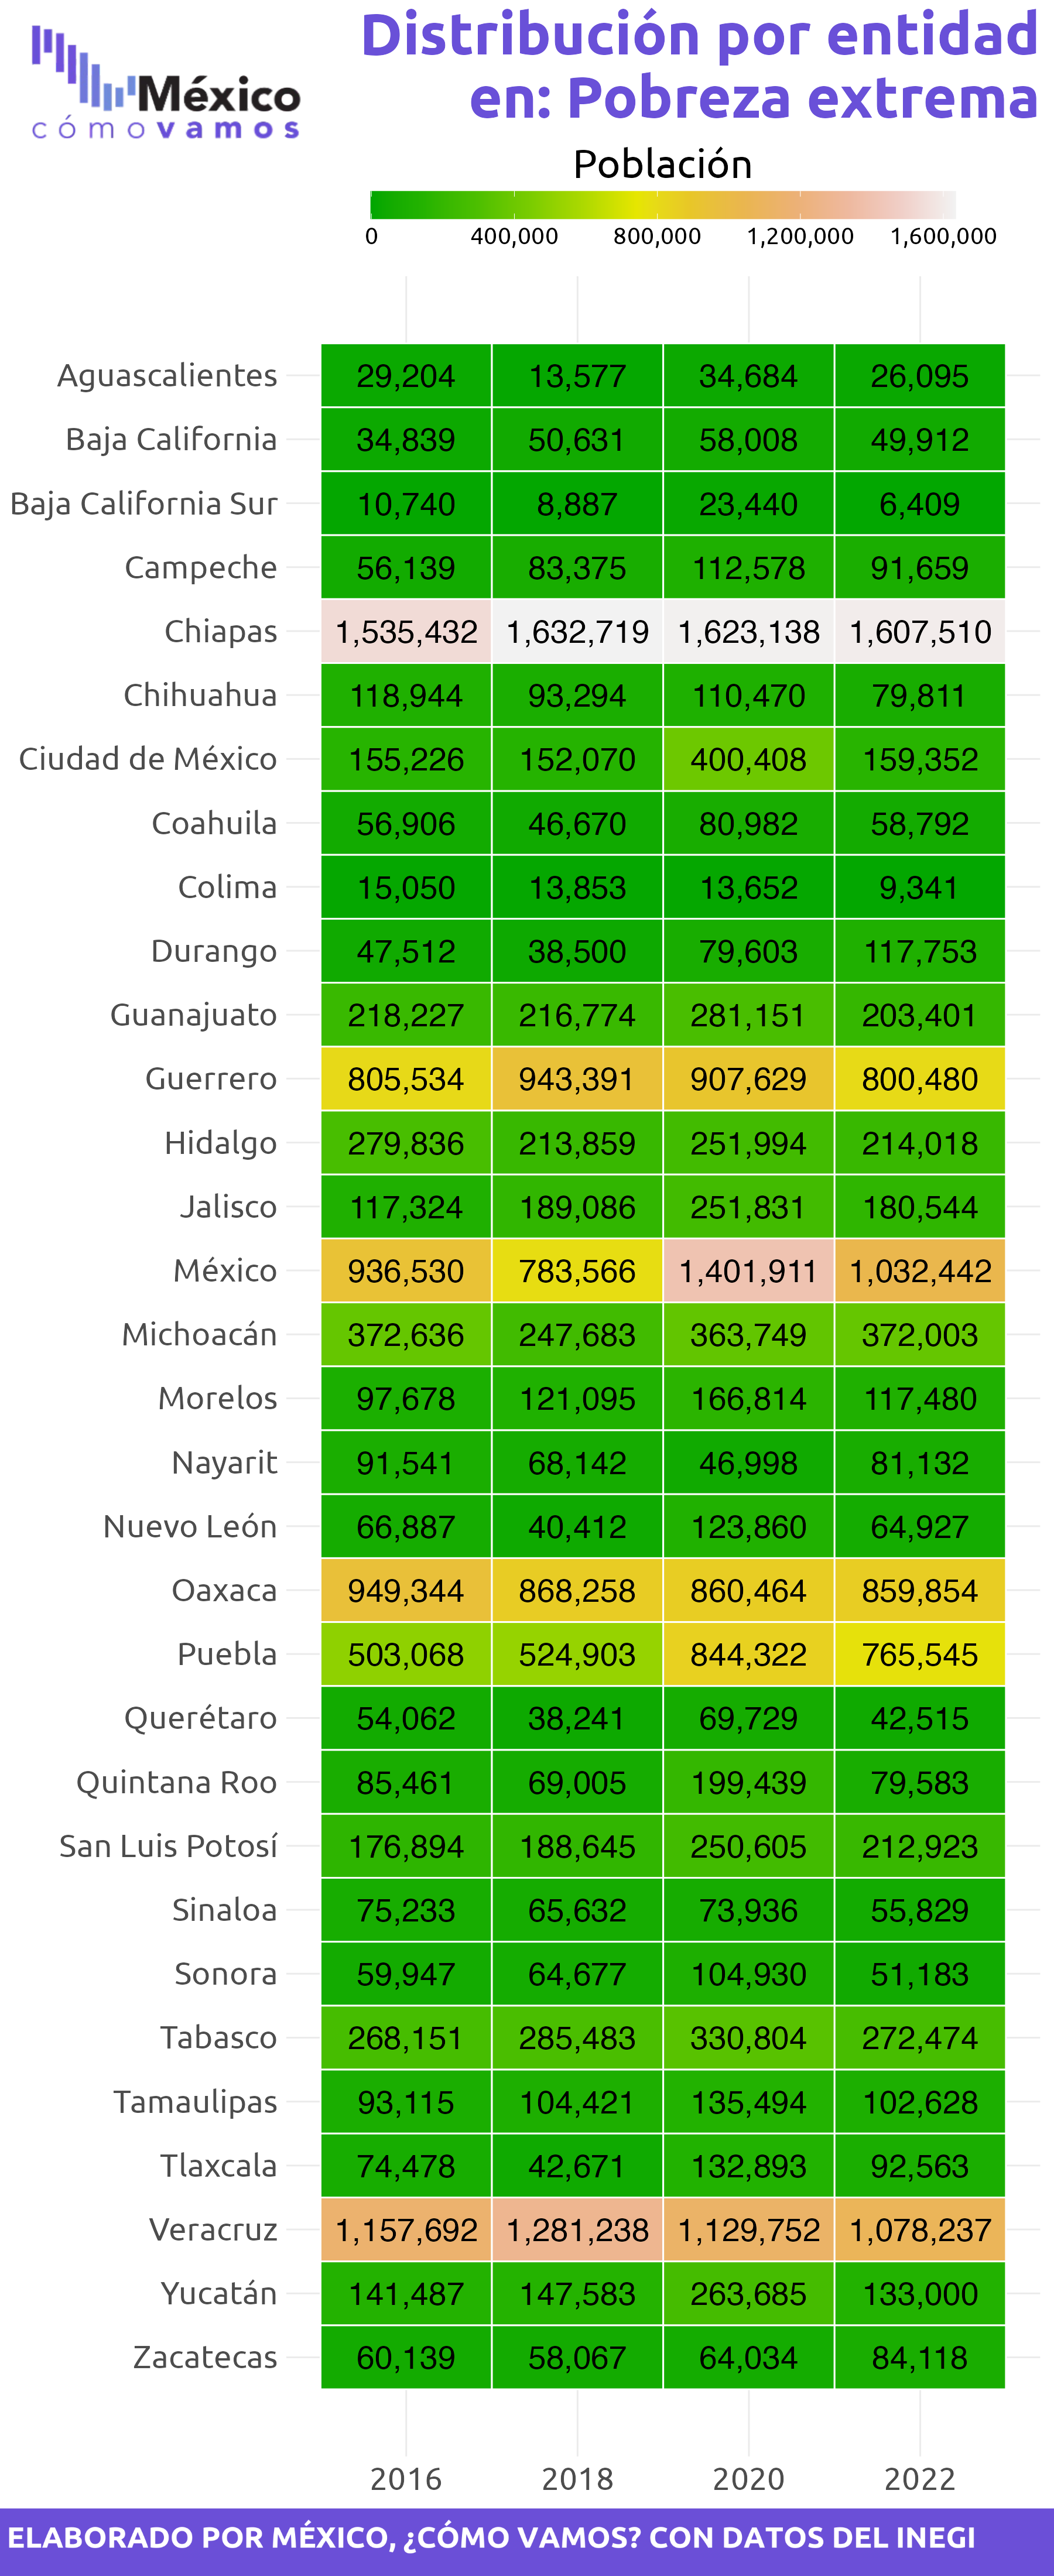 México
cómovamos
Distribución por entidad
en: Pobreza extrema
Población
0 400,000 800,000 1,200,000 1,600,000
Aguascalientes 29,204 13,577 34,684 26,095
Baja California 34,839 50,631 58,008 49,912
Baja California Sur 10,740 8,887 23,440 6,409
Campeche 56,139 83,375 112,578 91,659
Chiapas 1,535,432 1,632,719 1,623,138 1,607,510
Chihuahua 118,944 93,294 110,470 79,811
Ciudad de México 155,226 152,070 400,408 159,352
Coahuila 56,906 46,670 80,982 58,792
Colima 15,050 13,853 13,652 9,341
Durango 47,512 38,500 79,603 117,753
Guanajuato 218,227 216,774 281,151 203,401
Guerrero 805,534 943,391 907,629 800,480
Hidalgo 279,836 213,859 251,994 214,018
Jalisco 117,324 189,086 251,831 180,544
México 936,530 783,566 1,401,911 1,032,442
Michoacán 372,636 247,683 363,749 372,003
Morelos 97,678 121,095 166,814 117,480
Nayarit 91,541 68,142 46,998 81,132
Nuevo León 66,887 40,412 123,860 64,927
Oaxaca 949,344 868,258 860,464 859,854
Puebla 503,068 524,903 844,322 765,545
Querétaro 54,062 38,241 69,729 42,515
Quintana Roo 85,461 69,005 199,439 79,583
San Luis Potosí 176,894 188,645 250,605 212,923
Sinaloa 75,233 65,632 73,936 55,829
Sonora 59,947 64,677 104,930 51,183
Tabasco 268,151 285,483 330,804 272,474
Tamaulipas 93,115 104,421 135,494 102,628
Tlaxcala 74,478 42,671 132,893 92,563
Veracruz 1,157,692 1,281,238 1,129,752 1,078,237
Yucatán 141,487 147,583 263,685 133,000
Zacatecas 60,139 58,067 64,034 84,118
2016 2018 2020 2022
ELABORADO POR MÉXICO, ¿CÓMO VAMOS? CON DATOS DEL INEGI